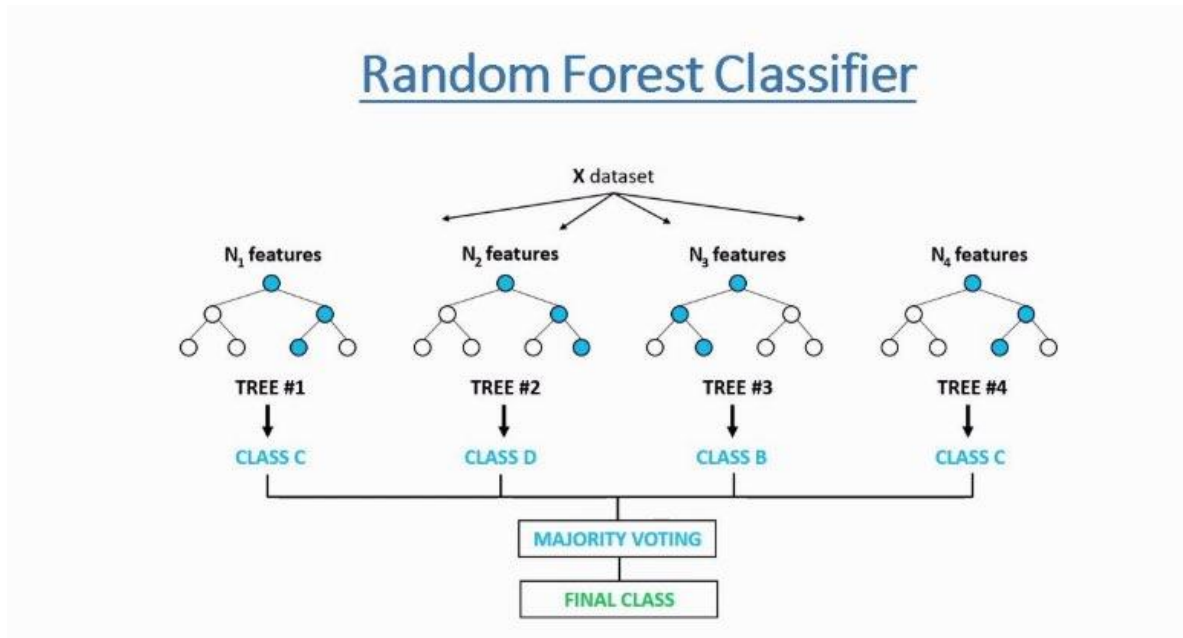 Random Forest Classifier
X dataset
N₁ features N₂ features N₃ features N₄ features
TREE #1 TREE #2 TREE #3 TREE #4
CLASS C CLASS D CLASS B CLASS C
MAJORITY VOTING
FINAL CLASS